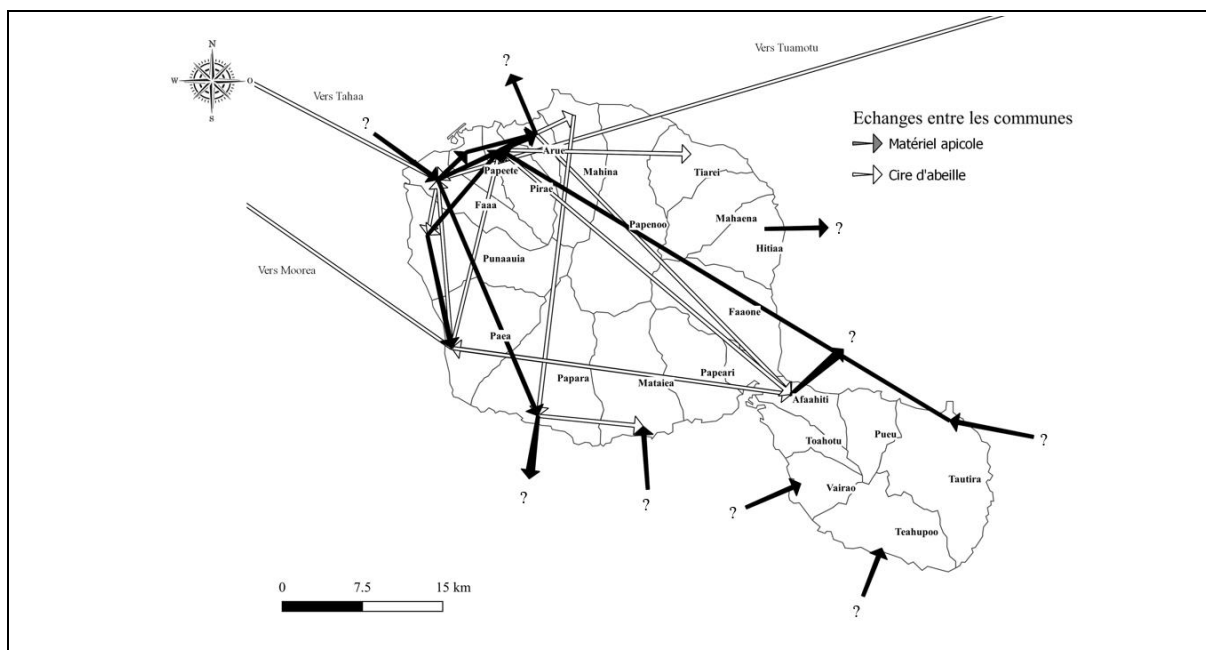 N
W
O
S
Vers Tuamotu
?
Vers Tahaa
?
Echanges entre les communes
Matériel apicole
Cire d'abeille
Arue
Papeete
Mahina
Tiarei
Pirae
Faaa
Papenoo
Mahaena
?
Hitiaa
Punaauia
Vers Moorea
Faaone
?
Paea
Papara
Mataiea
Papeari
Afaahiti
Toahotu
Pueu
?
Tautira
Vairao
?
?
?
Teahupoo
?
0 7.5 15 km